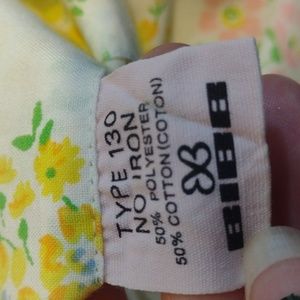 TYPE 130
NO IRON
50% POLYESTER
50% COTTON (COTON)
BIBB